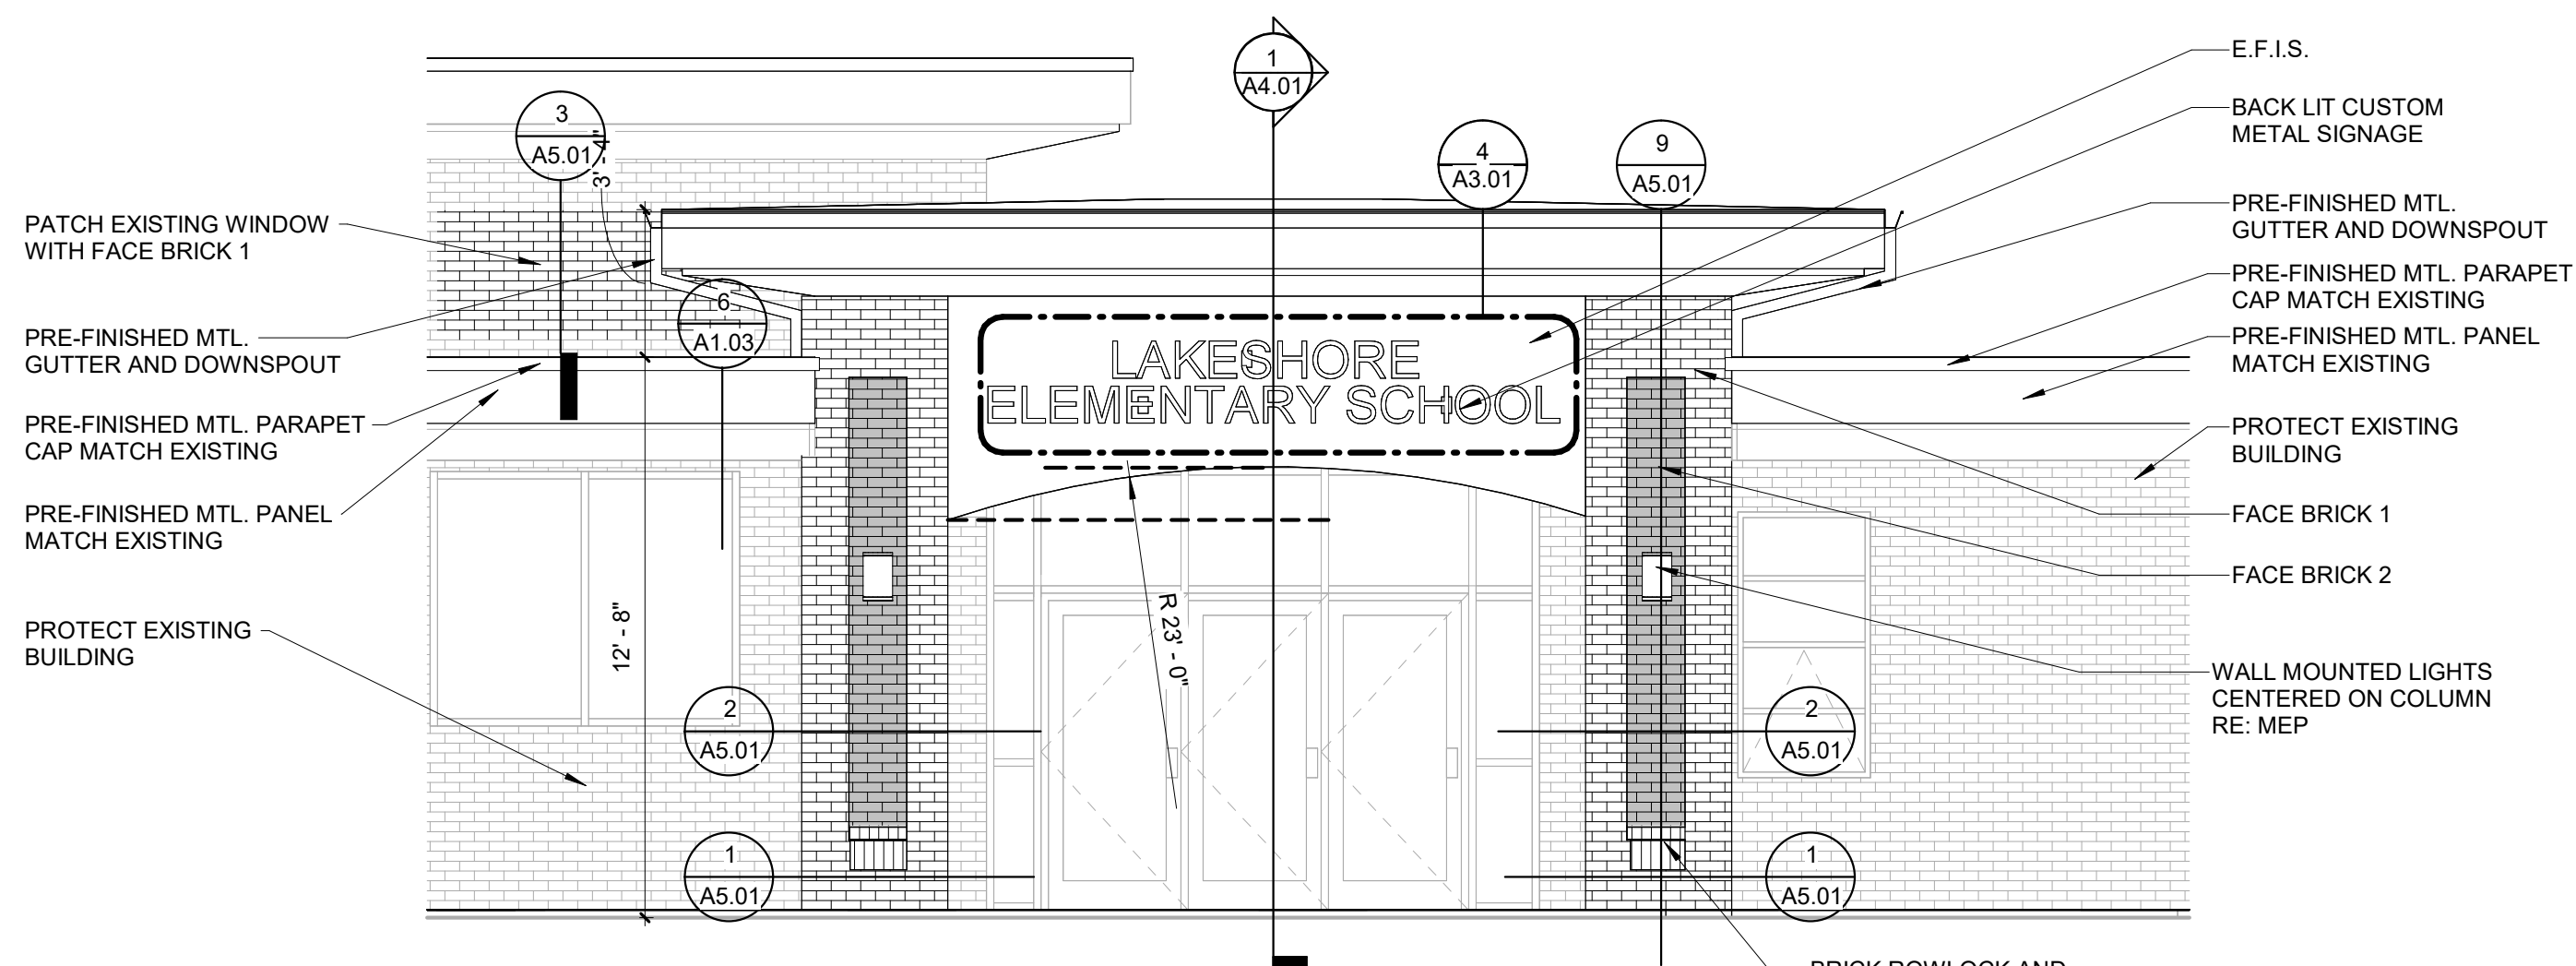 1
A4.01
3
A5.01
3' - 4"
4
A3.01
9
A5.01
E.F.I.S.
BACK LIT CUSTOM
METAL SIGNAGE
PRE-FINISHED MTL.
GUTTER AND DOWNSPOUT
PRE-FINISHED MTL. PARAPET
CAP MATCH EXISTING
PRE-FINISHED MTL. PANEL
MATCH EXISTING
PROTECT EXISTING
BUILDING
FACE BRICK 1
FACE BRICK 2
WALL MOUNTED LIGHTS
CENTERED ON COLUMN
RE: MEP
PATCH EXISTING WINDOW
WITH FACE BRICK 1
PRE-FINISHED MTL.
GUTTER AND DOWNSPOUT
PRE-FINISHED MTL. PARAPET
CAP MATCH EXISTING
PRE-FINISHED MTL. PANEL
MATCH EXISTING
PROTECT EXISTING
BUILDING
6
A1.03
LAKESHORE
ELEMENTARY SCHOOL
12' - 8"
R 23' - 0"
2
A5.01
2
A5.01
1
A5.01
1
A5.01
BRICK ROWLOCK AND